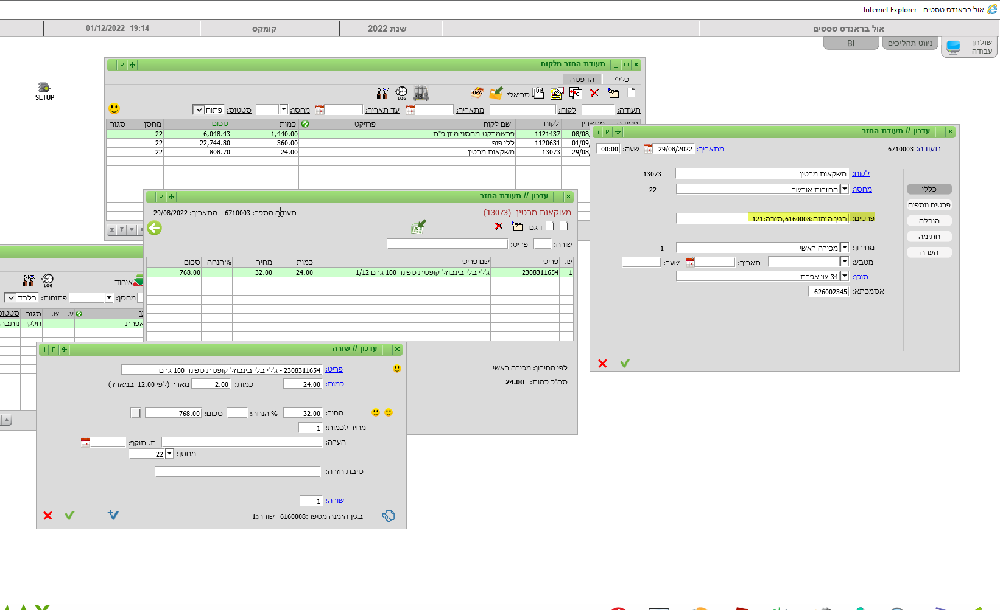 אול בראנדס טסטים - Internet Explorer
אול בראנדס טסטים
שנת 2022
קומקס
01/12/2022 19:14
שולחן עבודה
ניווט תהליכים
BI
SETUP
תעודת החזר מלקוח
i P
כללי
הדפסה
סריאלי
מקור
LOG
תעודה:
לקוח:
מתאריך:
עד תאריך:
מחסן:
סטטוס: פתוח
תעודה מתאריך לקוח שם לקוח פרויקט כמות סכום מחסן סגור
08/08 1121437 פרשמרקט-מחסני מזון פ"ת 1,440.00 6,048.43 22
01/09 1120631 ללי פופ 360.00 22,744.80 22
29/08 13073 משקאות מרטין 24.00 808.70 22
עדכון // תעודת החזר
i P
תעודה: 6710003
מתאריך: 29/08/2022
שעה: 00:00
לקוח: משקאות מרטין 13073
מחסן: החזרות אורשר 22
פרטים: בגין הזמנה:6160008,סיבה:121
מחירון: מכירה ראשי 1
מטבע:
תאריך:
שער:
סוכן: 34-שי אפרת
אסמכתא: 626002345
כללי
פרטים נוספים
הובלה
חתימה
הערה
עדכון // תעודת החזר
i P
משקאות מרטין (13073)
תעודה מספר: 6710003 מתאריך: 29/08/2022
דגם
שורה:
פריט:
ש. פריט שם פריט כמות מחיר %הנחה סכום
1 2308311654 ג'לי בלי בינבוזל קופסת ספינר 100 גרם 1/12 24.00 32.00 768.00
לפי מחירון: מכירה ראשי
סה"כ כמות: 24.00
LOG
איחוד
מחסן:
פתוחות: בלבד
ע. ש. סגור סטטוס
אפרת חלקי נותבה
עדכון // שורה
i P
פריט: 2308311654 - ג'לי בלי בינבוזל קופסת ספינר 100 גרם
כמות: 24.00 כמות: 2.00 מארז (לפי 12.00 במארז )
מחיר: 32.00 % הנחה: סכום: 768.00
מחיר לכמות: 1
הערה:
ת. תוקף:
מחסן: 22
סיבת חזרה:
שורה: 1
בגין הזמנה מספר:6160008 שורה:1